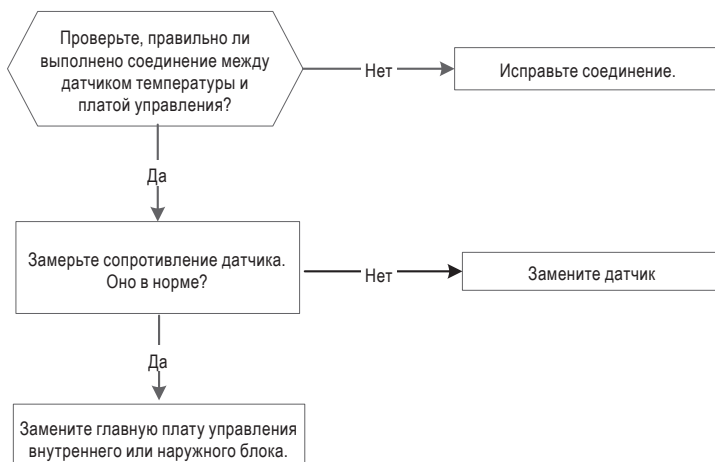 Проверьте, правильно ли
выполнено соединение между
датчиком температуры и
платой управления?
Нет
Исправьте соединение.
Да
Замерьте сопротивление датчика.
Оно в норме?
Нет
Замените датчик
Да
Замените главную плату управления
внутреннего или наружного блока.